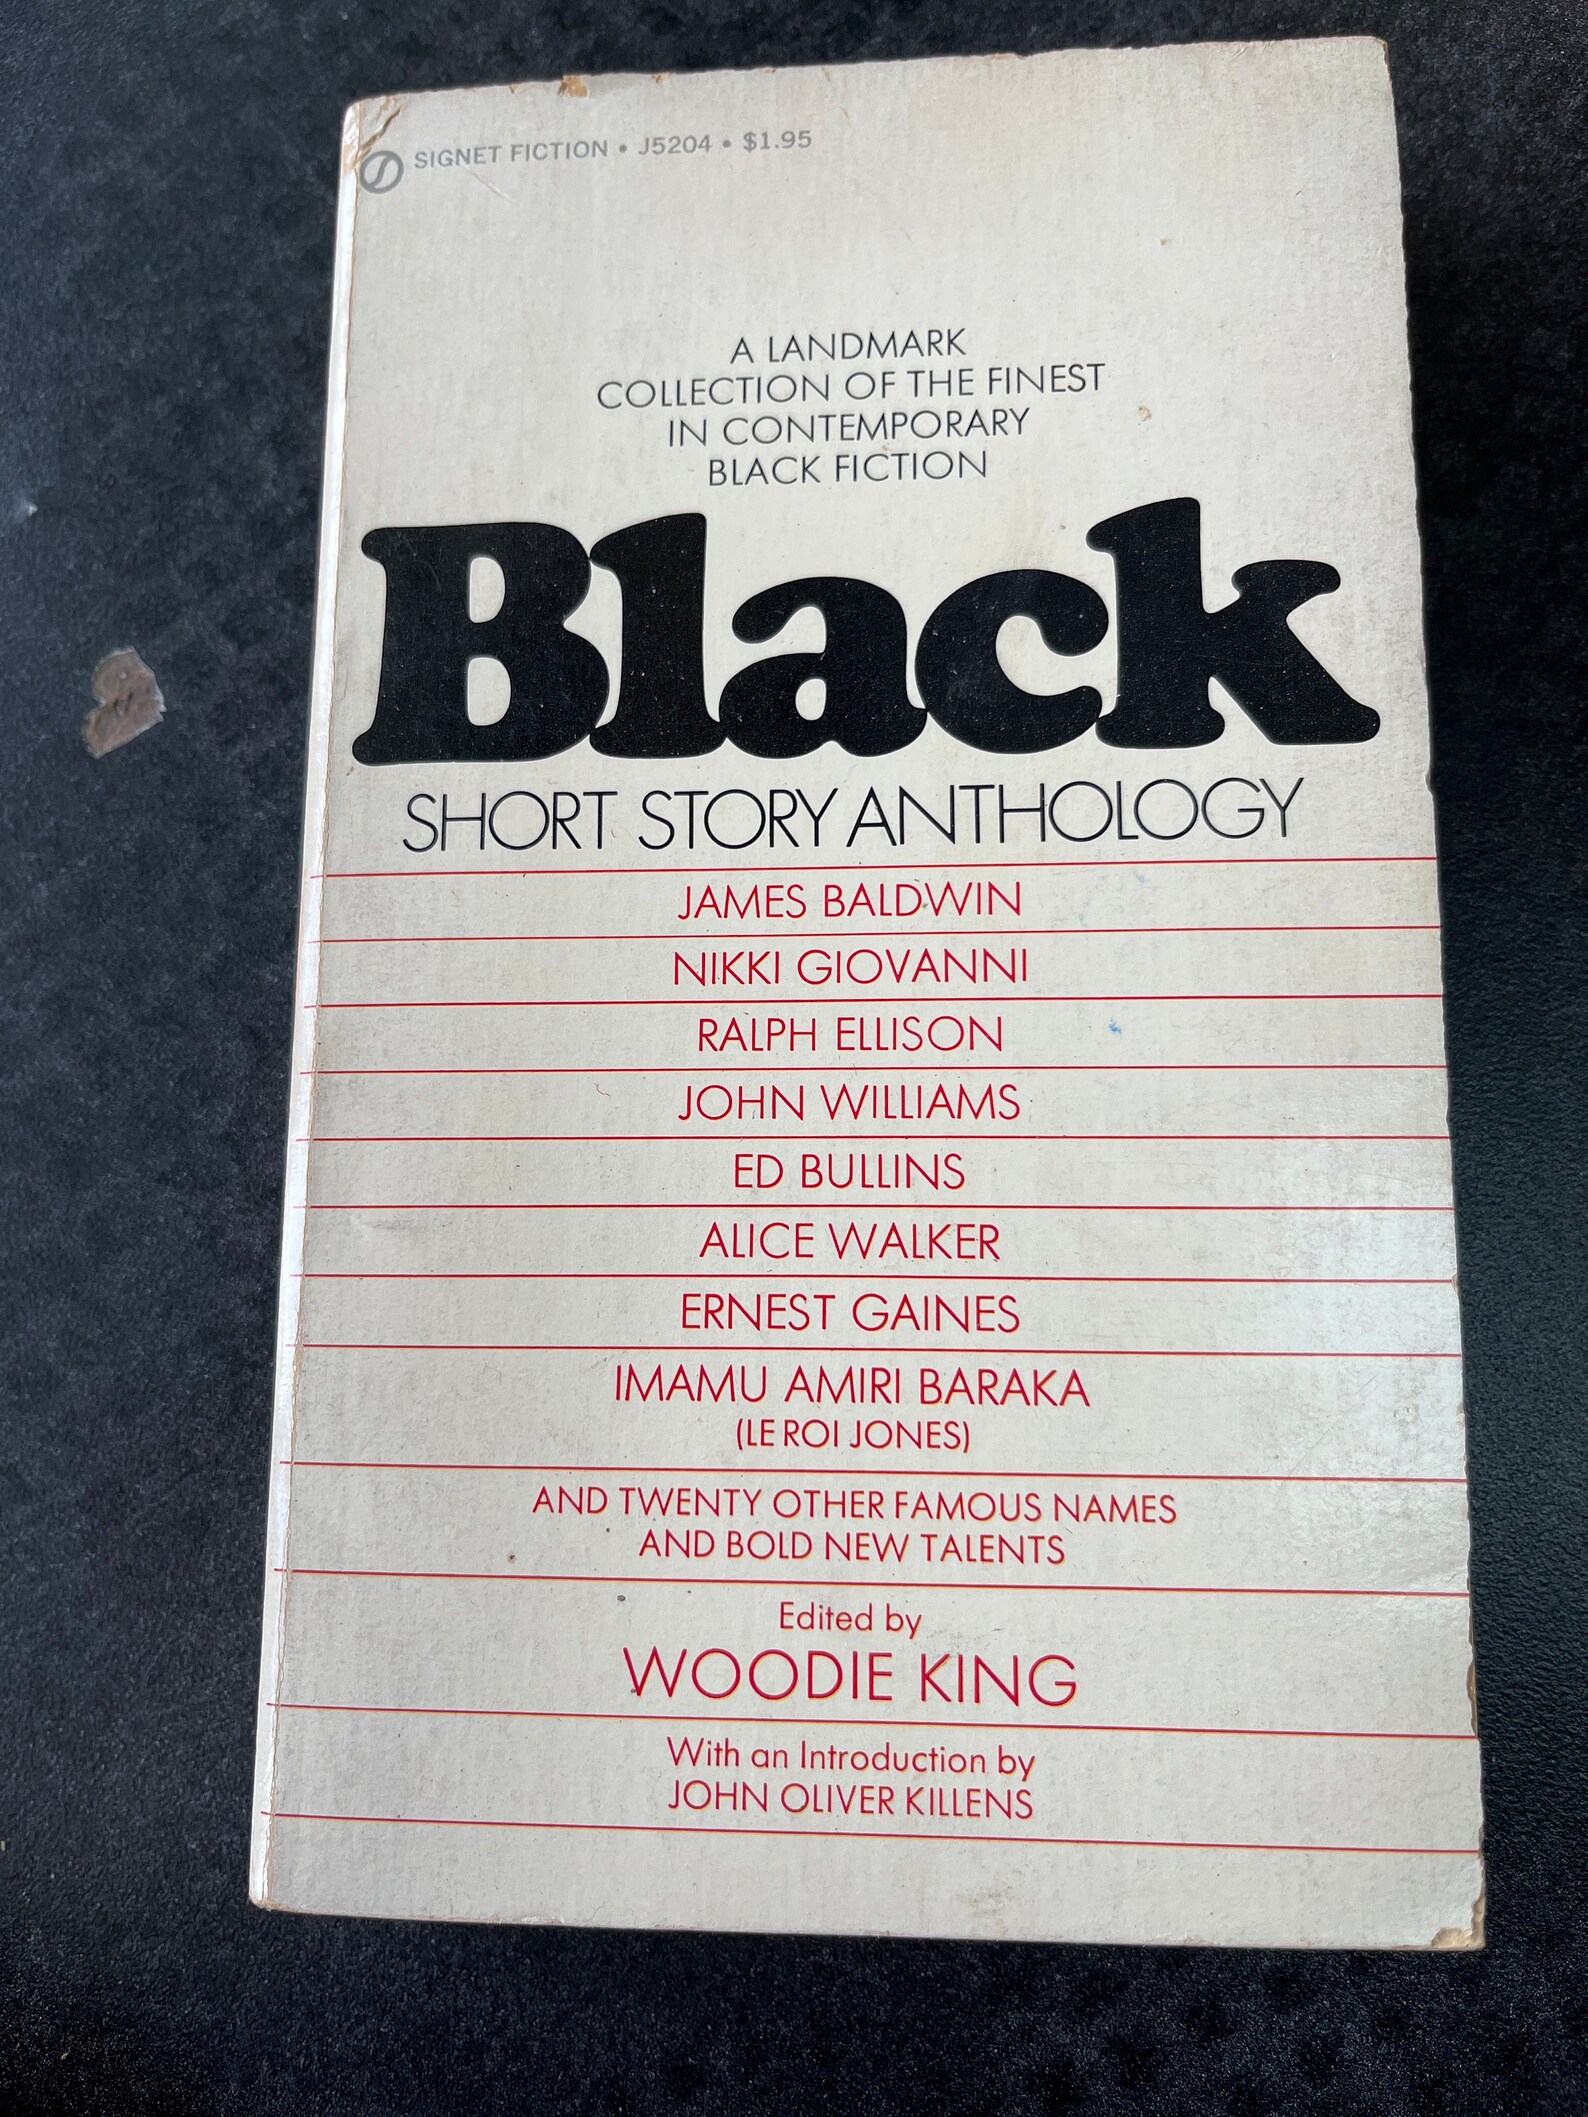 SIGNET FICTION • J5204 • $1.95
A LANDMARK
COLLECTION OF THE FINEST
IN CONTEMPORARY
BLACK FICTION
Black
SHORT STORY ANTHOLOGY
JAMES BALDWIN
NIKKI GIOVANNI
RALPH ELLISON
JOHN WILLIAMS
ED BULLINS
ALICE WALKER
ERNEST GAINES
IMAMU AMIRI BARAKA
(LE ROI JONES)
AND TWENTY OTHER FAMOUS NAMES
AND BOLD NEW TALENTS
Edited by
WOODIE KING
With an Introduction by
JOHN OLIVER KILLENS